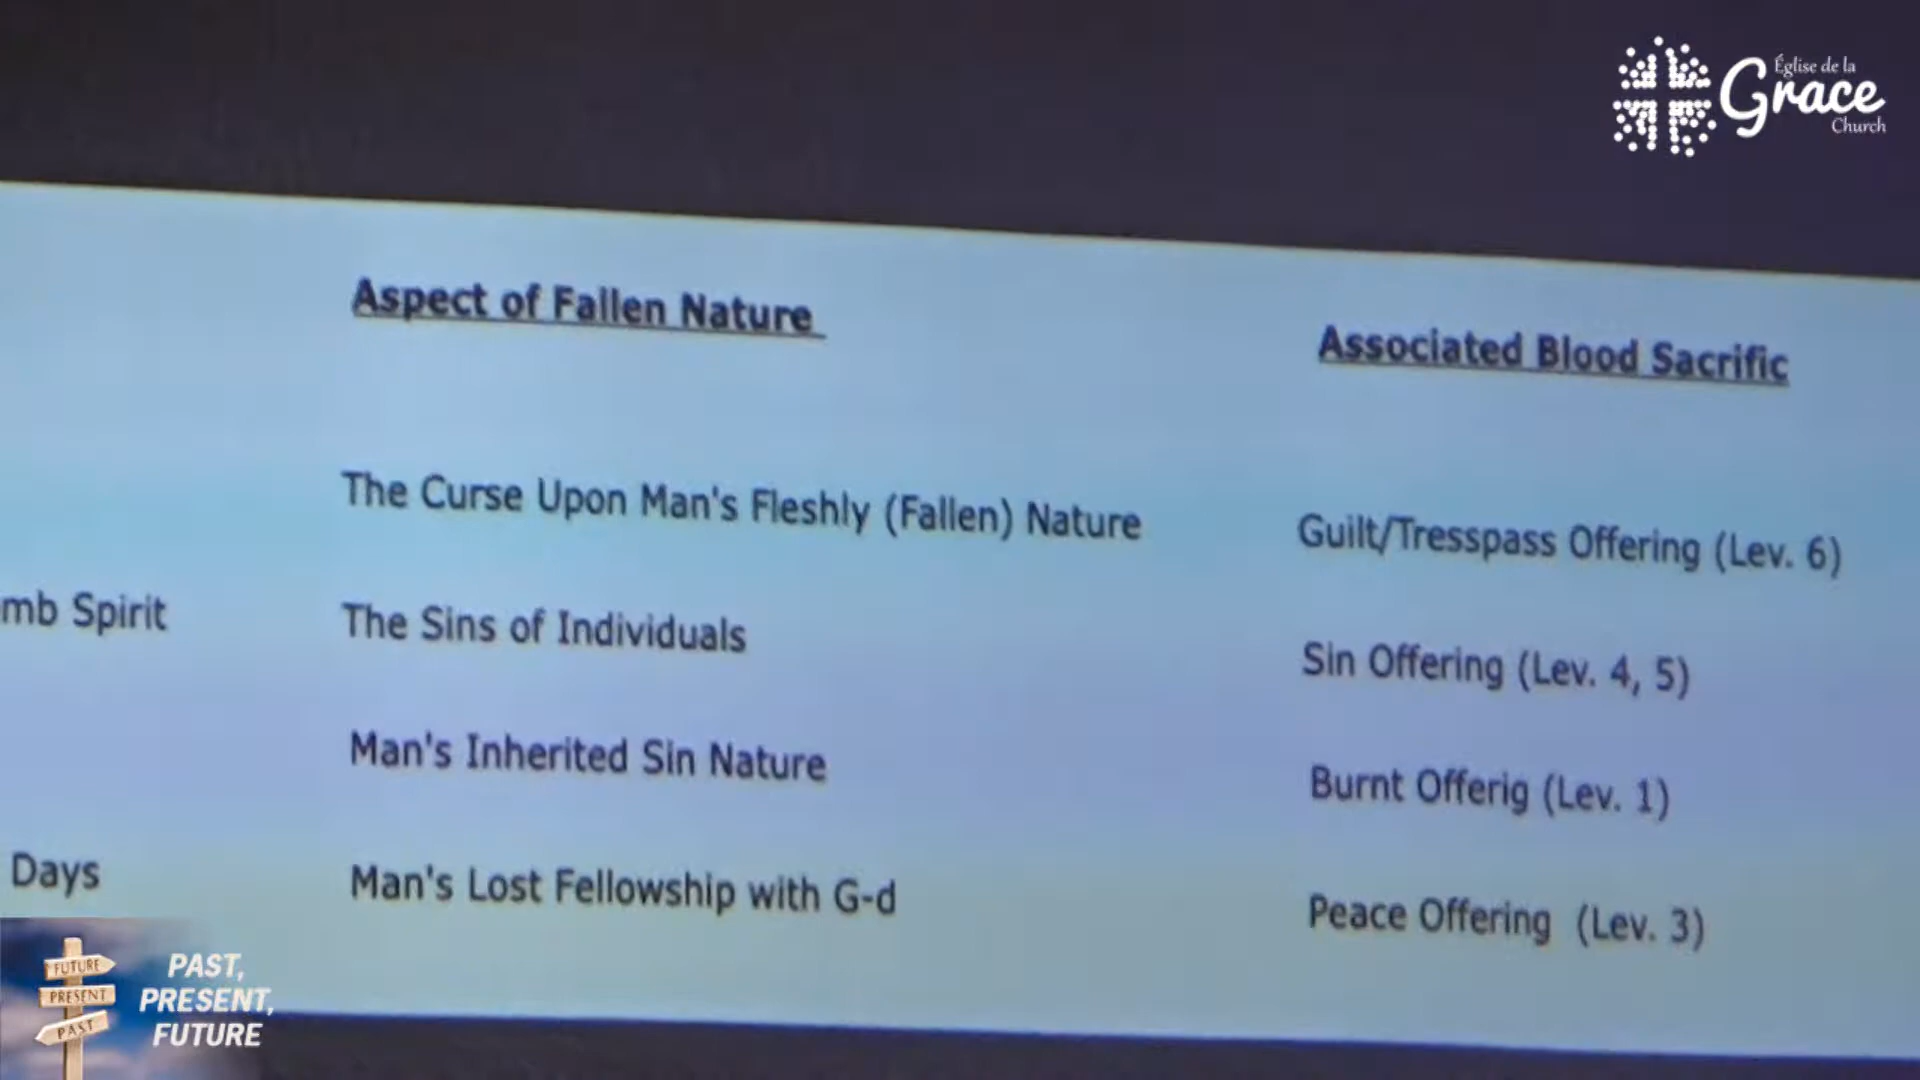 Église de la
Grace
Church
Aspect of Fallen Nature
Associated Blood Sacrific
The Curse Upon Man's Fleshly (Fallen) Nature
Guilt/Tresspass Offering (Lev. 6)
mb Spirit
The Sins of Individuals
Sin Offering (Lev. 4, 5)
Man's Inherited Sin Nature
Burnt Offerig (Lev. 1)
Days
Man's Lost Fellowship with G-d
Peace Offering (Lev. 3)
FUTURE
PRESENT
PAST
PAST,
PRESENT,
FUTURE